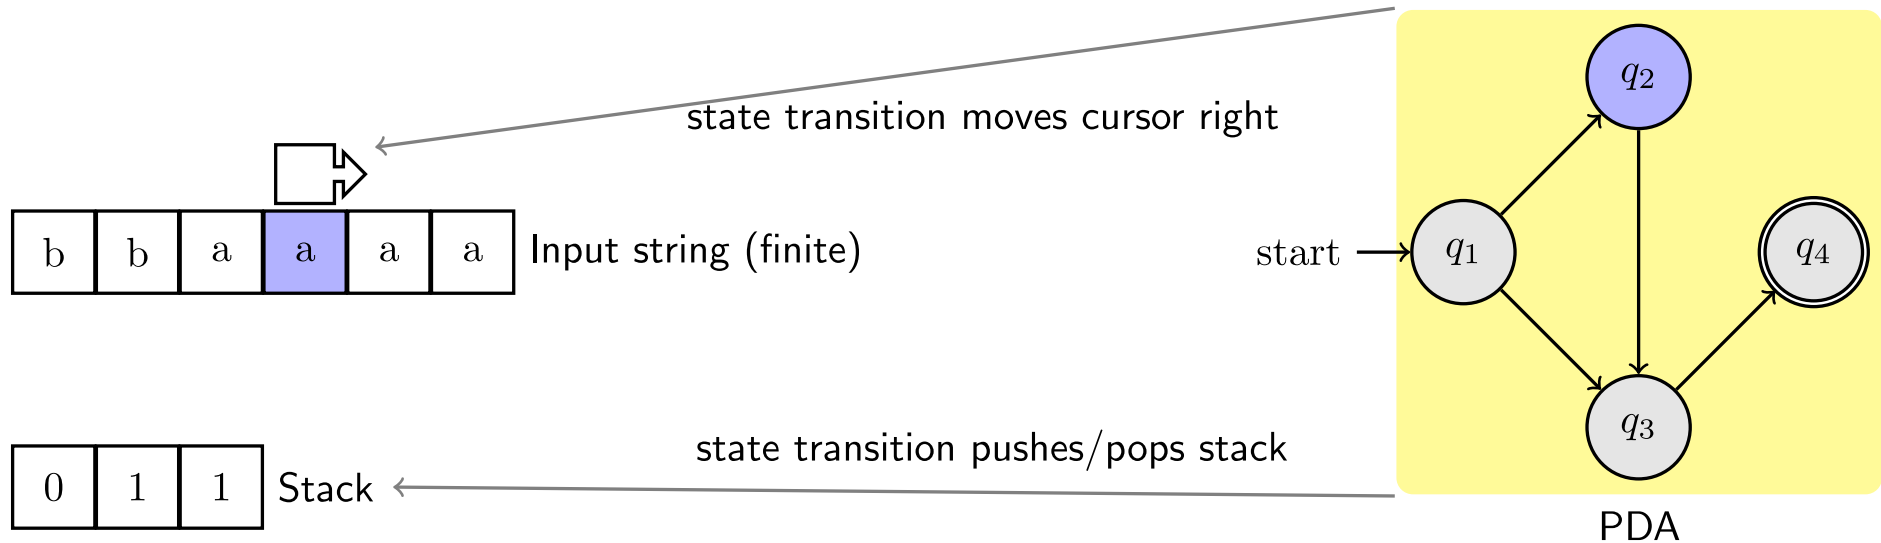 q2
state transition moves cursor right
b b a a a a Input string (finite)
start q1 q4
q3
state transition pushes/pops stack
0 1 1 Stack
PDA